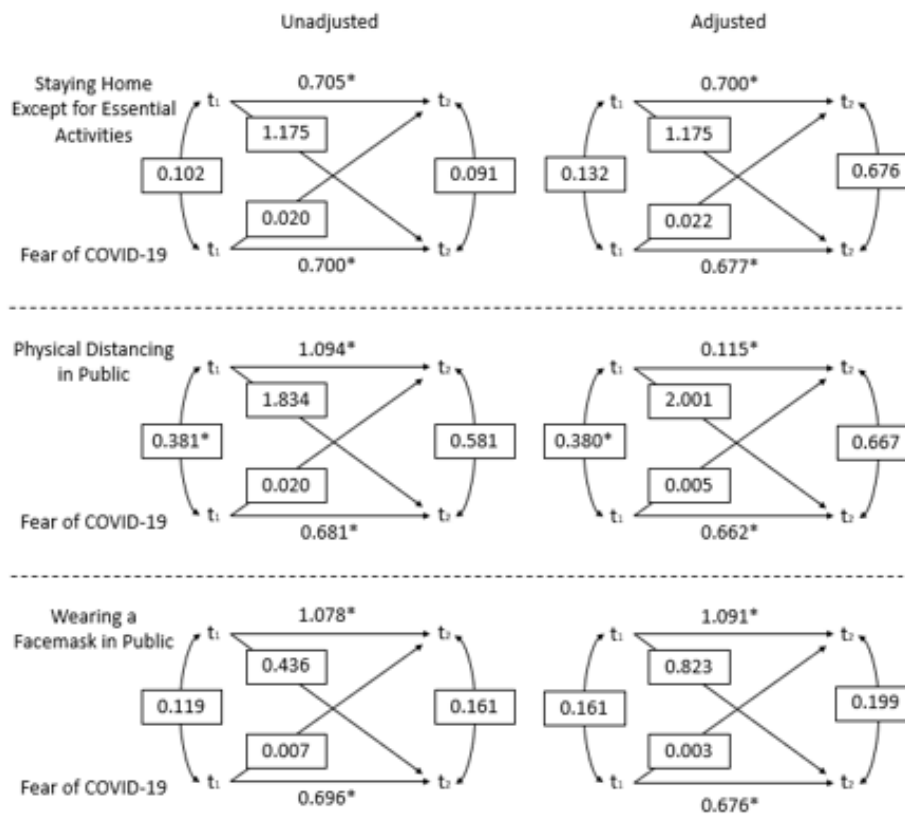 Unadjusted Adjusted
Staying Home
Except for Essential
Activities
0.705* 0.700*
t₁ t₂ t₁ t₂
1.175 1.175
0.102 0.091 0.132 0.676
0.020 0.022
Fear of COVID-19 t₁ t₂ t₁ t₂
0.700* 0.677*
Physical Distancing
in Public
1.094* 0.115*
t₁ t₂ t₁ t₂
1.834 2.001
0.381* 0.581 0.380* 0.667
0.020 0.005
Fear of COVID-19 t₁ t₂ t₁ t₂
0.681* 0.662*
Wearing a
Facemask in Public
1.078* 1.091*
t₁ t₂ t₁ t₂
0.436 0.823
0.119 0.161 0.161 0.199
0.007 0.003
Fear of COVID-19 t₁ t₂ t₁ t₂
0.696* 0.676*